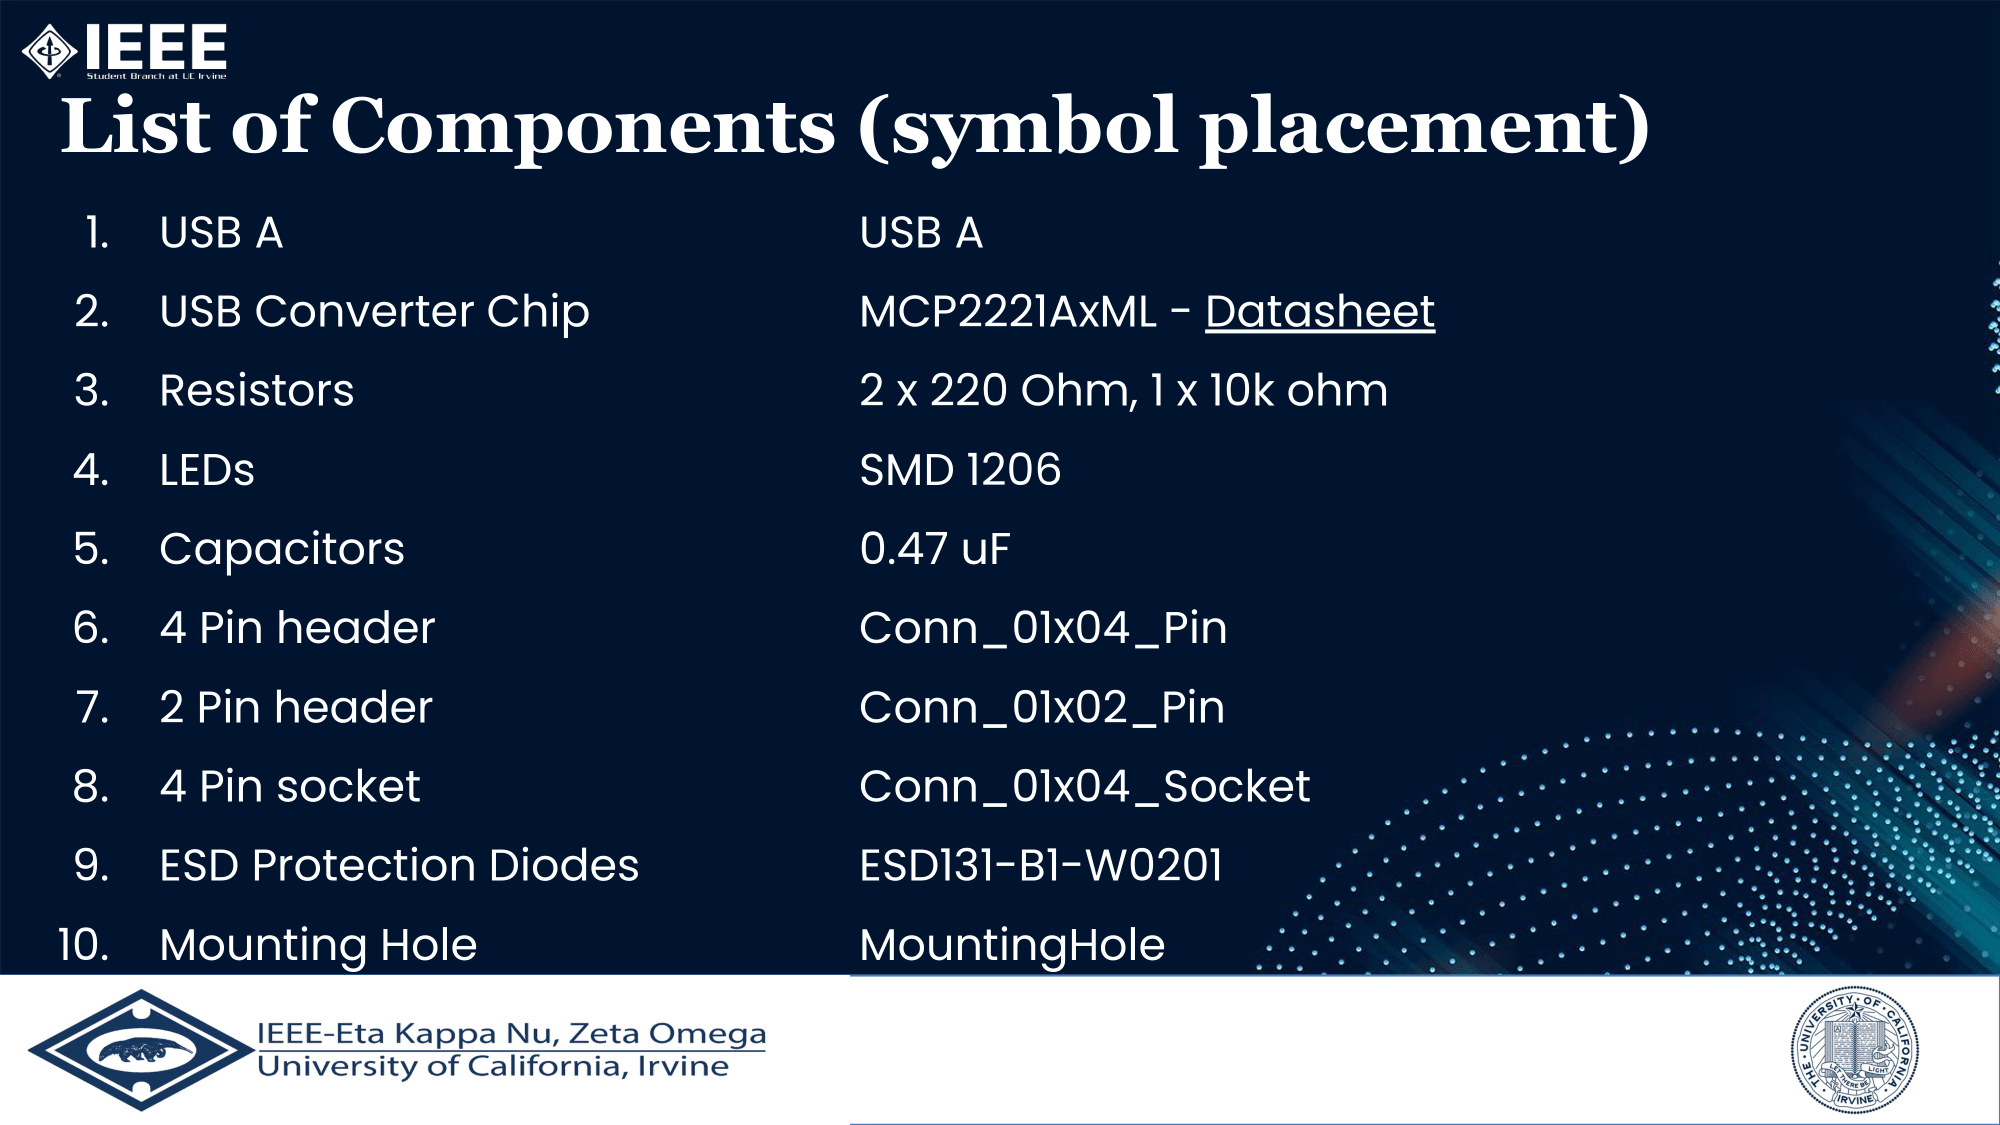 IEEE
Student Branch at UC Irvine
List of Components (symbol placement)
1. USB A USB A
2. USB Converter Chip MCP2221AxML - Datasheet
3. Resistors 2 x 220 Ohm, 1 x 10k ohm
4. LEDs SMD 1206
5. Capacitors 0.47 uF
6. 4 Pin header Conn_01x04_Pin
7. 2 Pin header Conn_01x02_Pin
8. 4 Pin socket Conn_01x04_Socket
9. ESD Protection Diodes ESD131-B1-W0201
10. Mounting Hole MountingHole
IEEE-Eta Kappa Nu, Zeta Omega
University of California, Irvine
THE · UNIVERSITY · OF · CALIFORNIA
LET THERE BE LIGHT
IRVINE